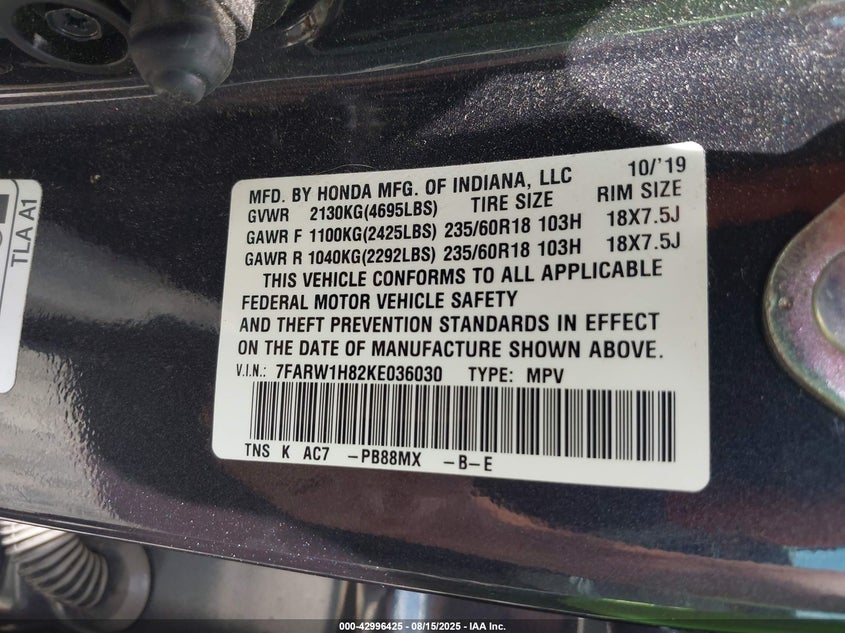 MFD. BY HONDA MFG. OF INDIANA, LLC 10/'19
GVWR 2130KG(4695LBS) TIRE SIZE RIM SIZE
GAWR F 1100KG(2425LBS) 235/60R18 103H 18X7.5J
GAWR R 1040KG(2292LBS) 235/60R18 103H 18X7.5J
THIS VEHICLE CONFORMS TO ALL APPLICABLE
FEDERAL MOTOR VEHICLE SAFETY
AND THEFT PREVENTION STANDARDS IN EFFECT
ON THE DATE OF MANUFACTURE SHOWN ABOVE.
V.I.N.: 7FARW1H82KE036030 TYPE: MPV
TNS K AC7 -PB88MX -B-E
TLA A1
000-42996425 - 08/15/2025 - IAA Inc.